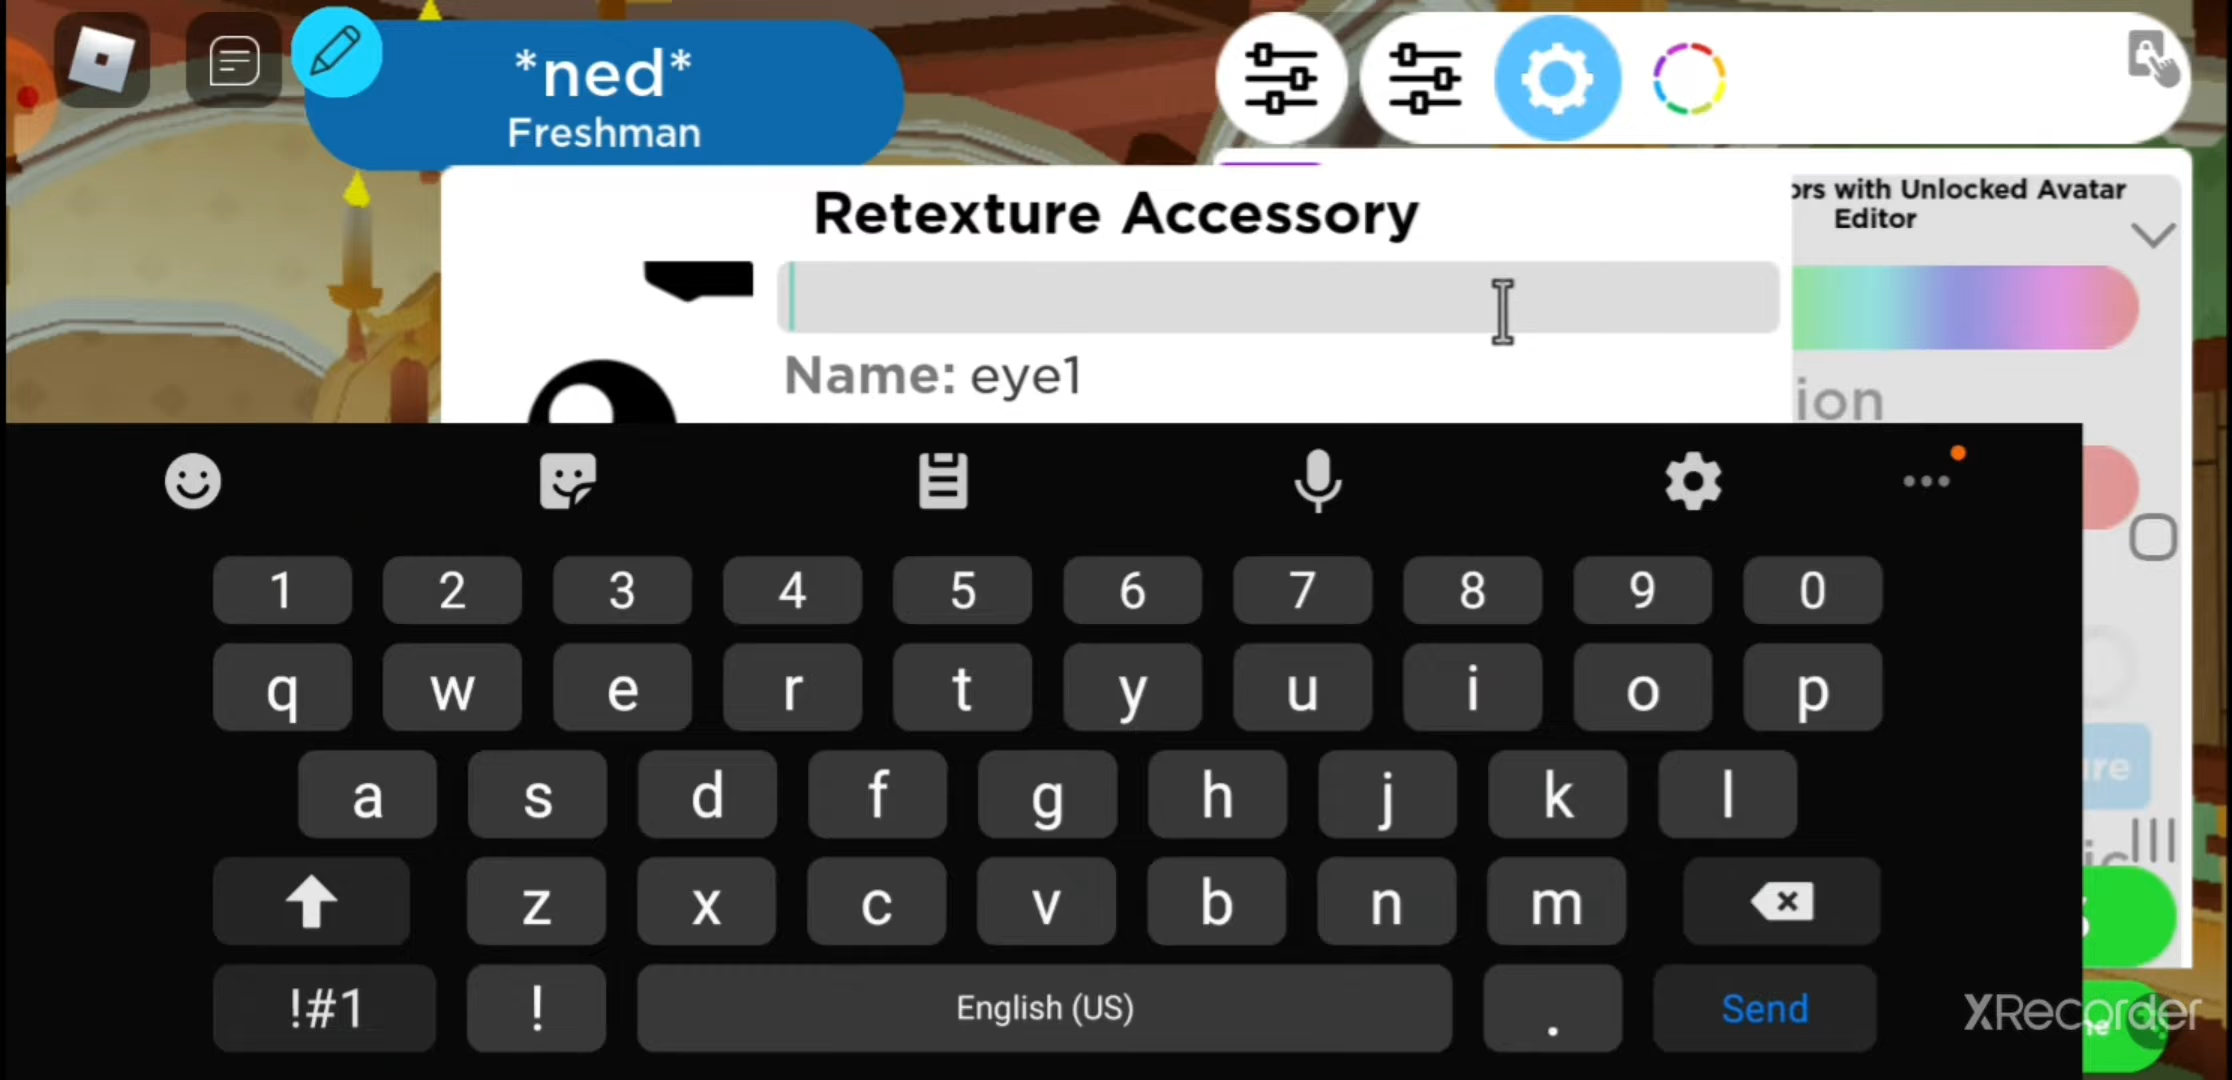 *ned*
Freshman
Retexture Accessory
ors with Unlocked Avatar
Editor
Name: eye1
ion
1 2 3 4 5 6 7 8 9 0
q w e r t y u i o p
a s d f g h j k l
z x c v b n m
!#1 ! English (US) . Send
XRecorder